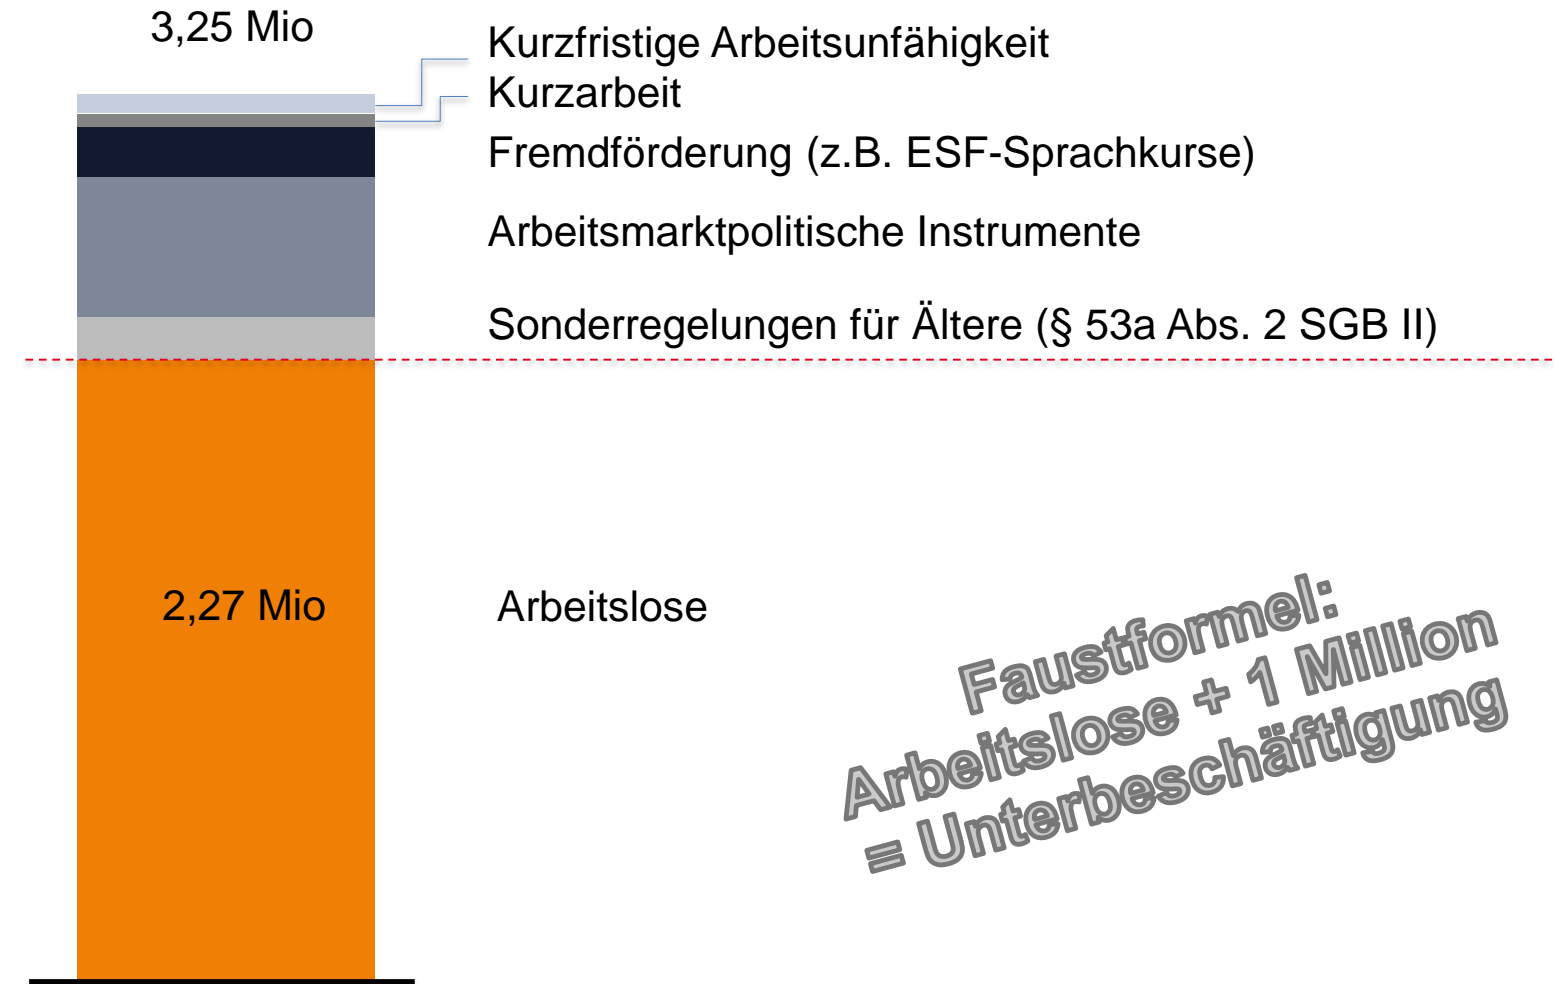 3,25 Mio
Kurzfristige Arbeitsunfähigkeit
Kurzarbeit
Fremdförderung (z.B. ESF-Sprachkurse)
Arbeitsmarktpolitische Instrumente
Sonderregelungen für Ältere (§ 53a Abs. 2 SGB II)
2,27 Mio
Arbeitslose
Faustformel:
Arbeitslose + 1 Million
= Unterbeschäftigung